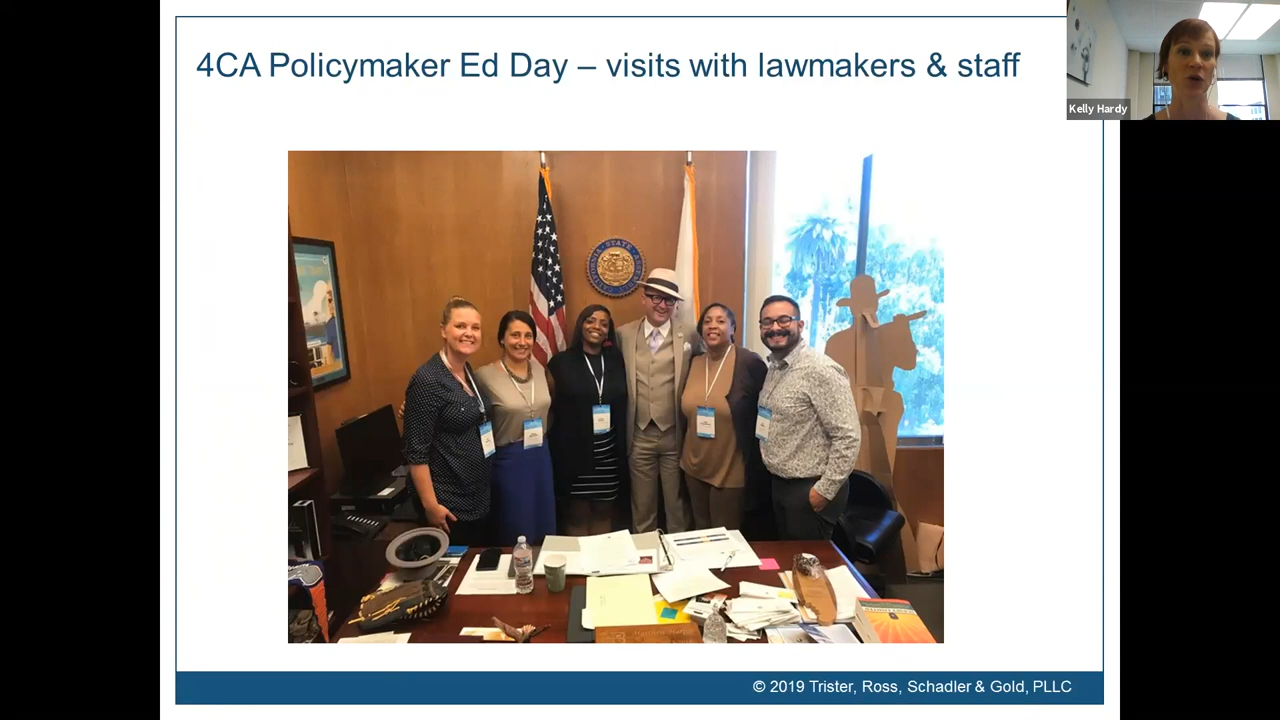 4CA Policymaker Ed Day – visits with lawmakers & staff
Kelly Hardy
© 2019 Trister, Ross, Schadler & Gold, PLLC